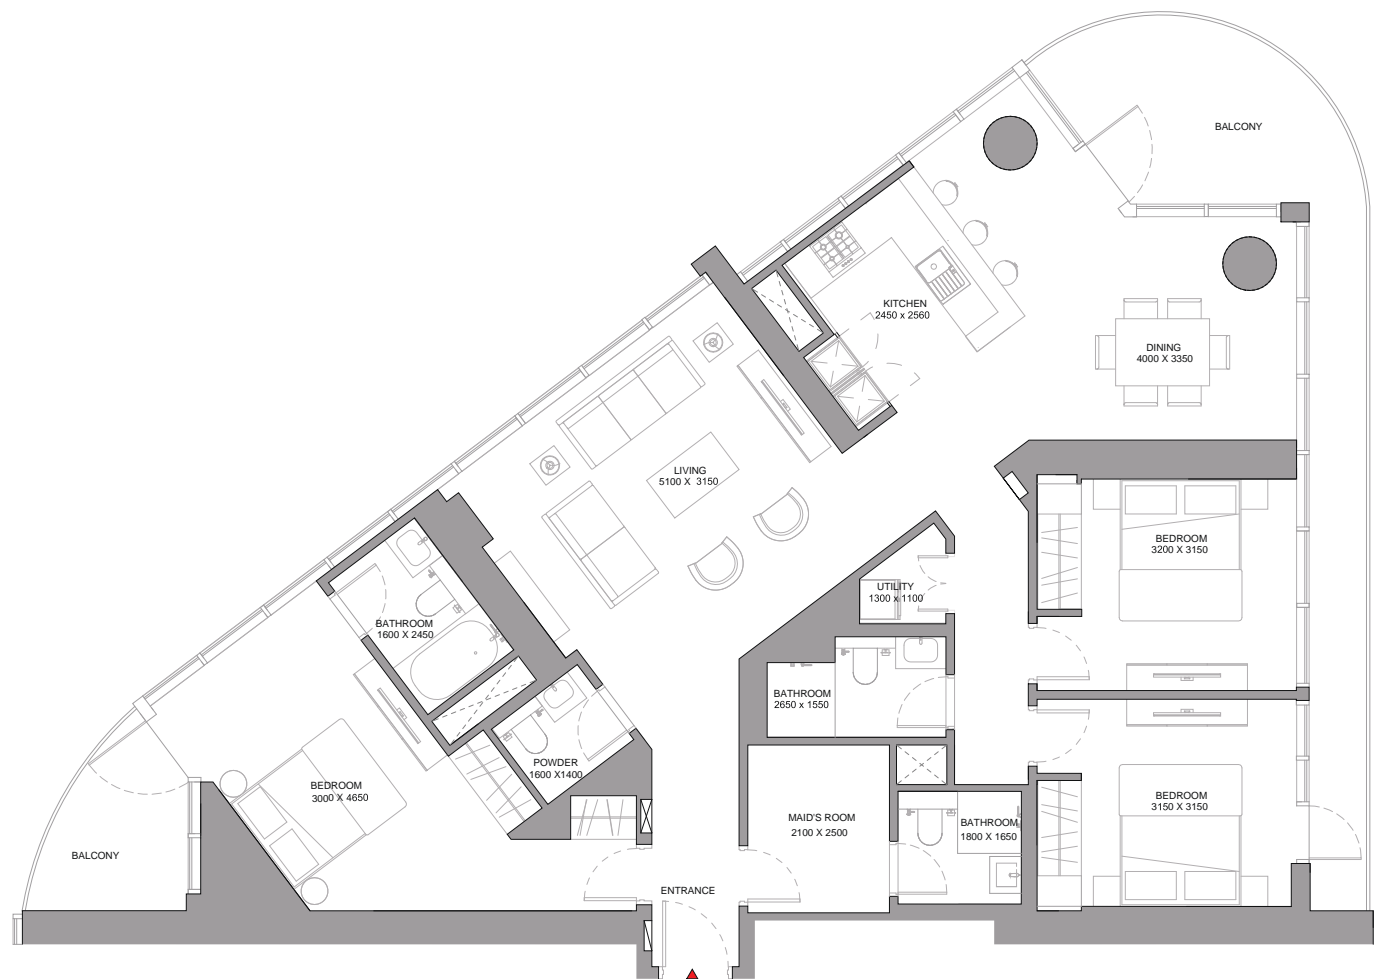 BALCONY
KITCHEN
2450 x 2560
DINING
4000 X 3350
LIVING
5100 X 3150
BEDROOM
3200 X 3150
UTILITY
1300 x 1100
BATHROOM
1600 X 2450
BATHROOM
2650 x 1550
POWDER
1600 X1400
BEDROOM
3000 X 4650
BEDROOM
3150 X 3150
MAID'S ROOM
2100 X 2500
BATHROOM
1800 X 1650
BALCONY
ENTRANCE